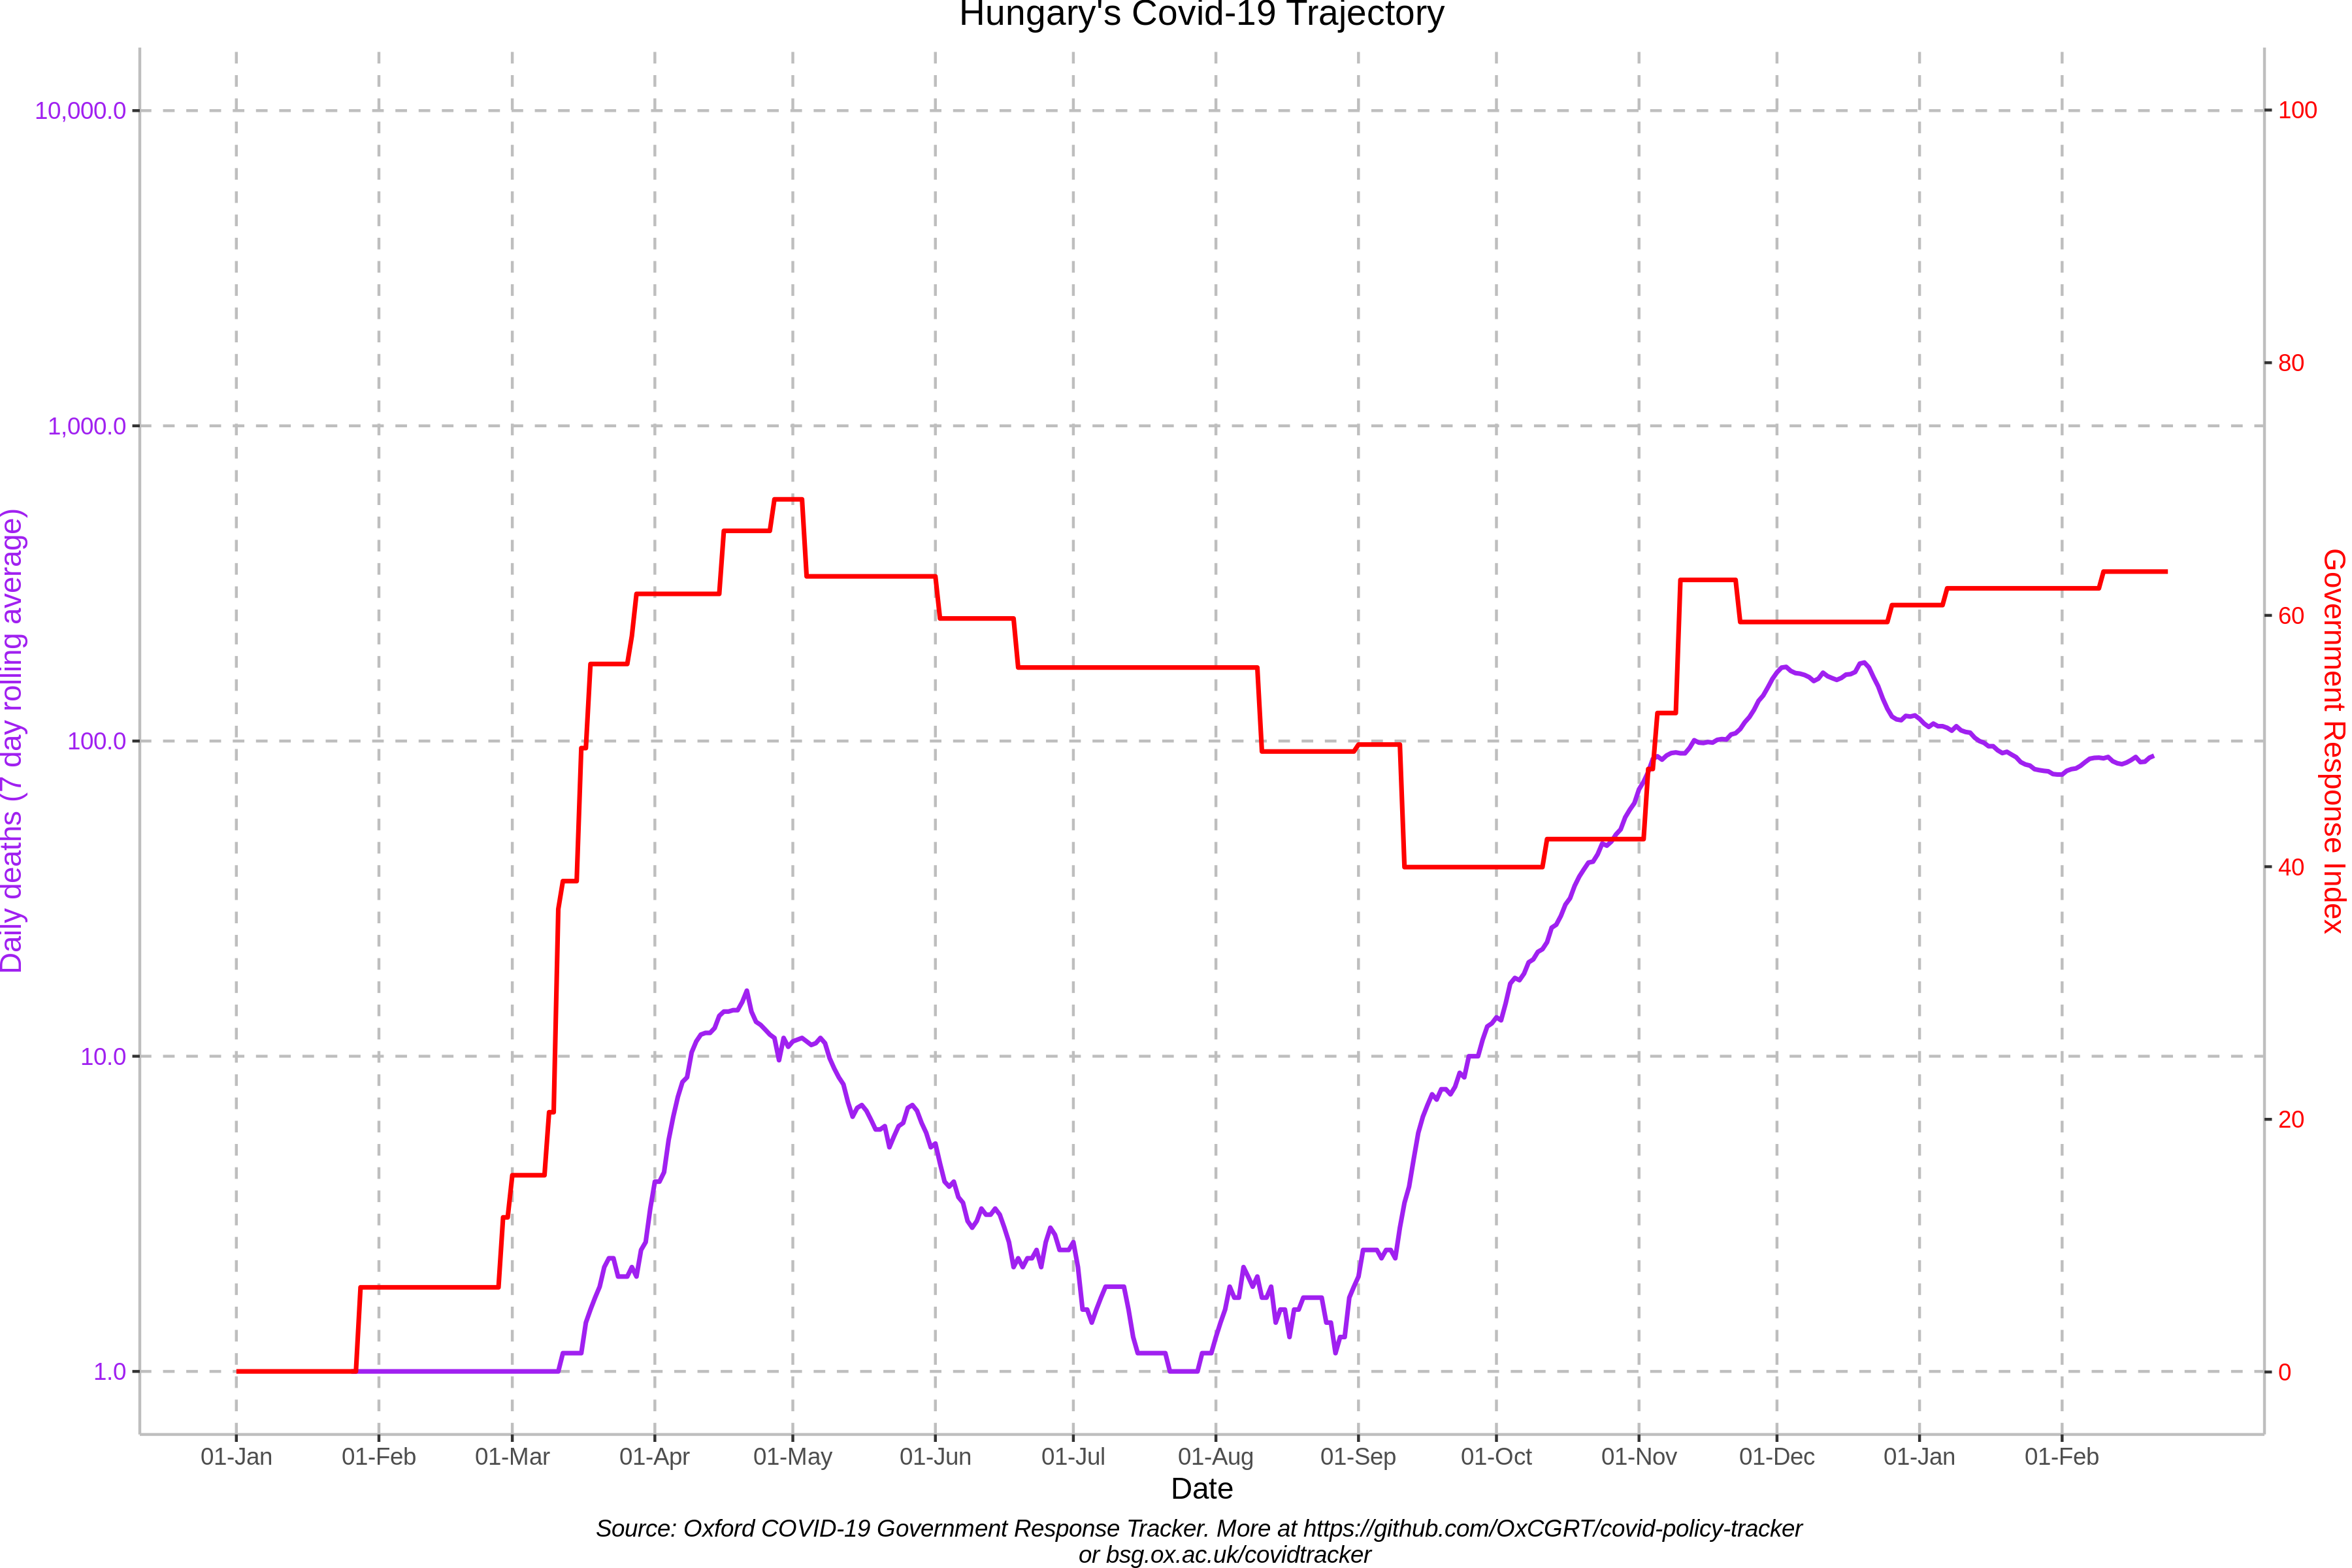 Hungary's Covid-19 Trajectory
10,000.0
1,000.0
100.0
10.0
1.0
Daily deaths (7 day rolling average)
100
80
60
40
20
0
Government Response Index
01-Jan 01-Feb 01-Mar 01-Apr 01-May 01-Jun 01-Jul 01-Aug 01-Sep 01-Oct 01-Nov 01-Dec 01-Jan 01-Feb
Date
Source: Oxford COVID-19 Government Response Tracker. More at https://github.com/OxCGRT/covid-policy-tracker
or bsg.ox.ac.uk/covidtracker